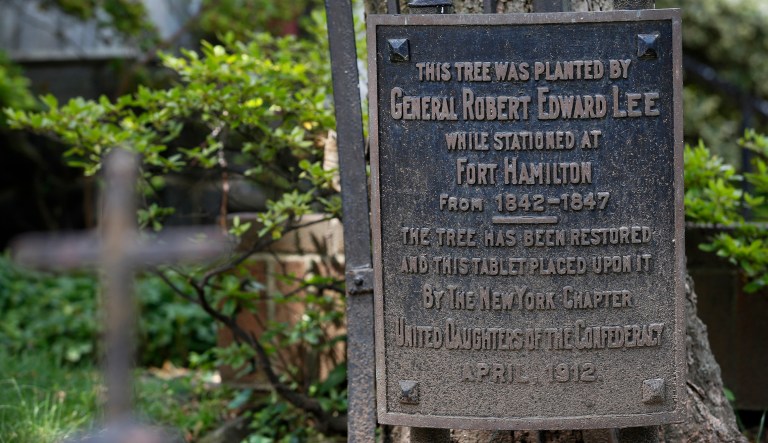 THIS TREE WAS PLANTED BY
GENERAL ROBERT EDWARD LEE
WHILE STATIONED AT
FORT HAMILTON
FROM 1842-1847
THE TREE HAS BEEN RESTORED
AND THIS TABLET PLACED UPON IT
BY THE NEW YORK CHAPTER
UNITED DAUGHTERS OF THE CONFEDERACY
APRIL, 1912.